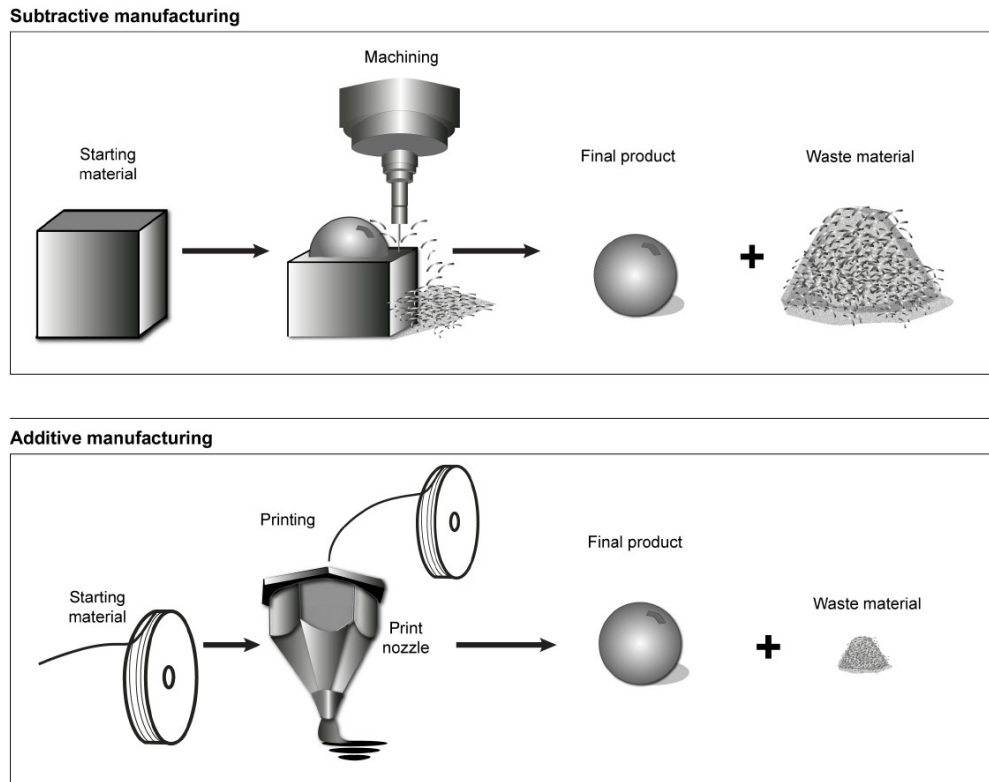 Subtractive manufacturing
Machining
Starting
material
Final product
Waste material
Additive manufacturing
Printing
Final product
Starting
material
Waste material
Print
nozzle